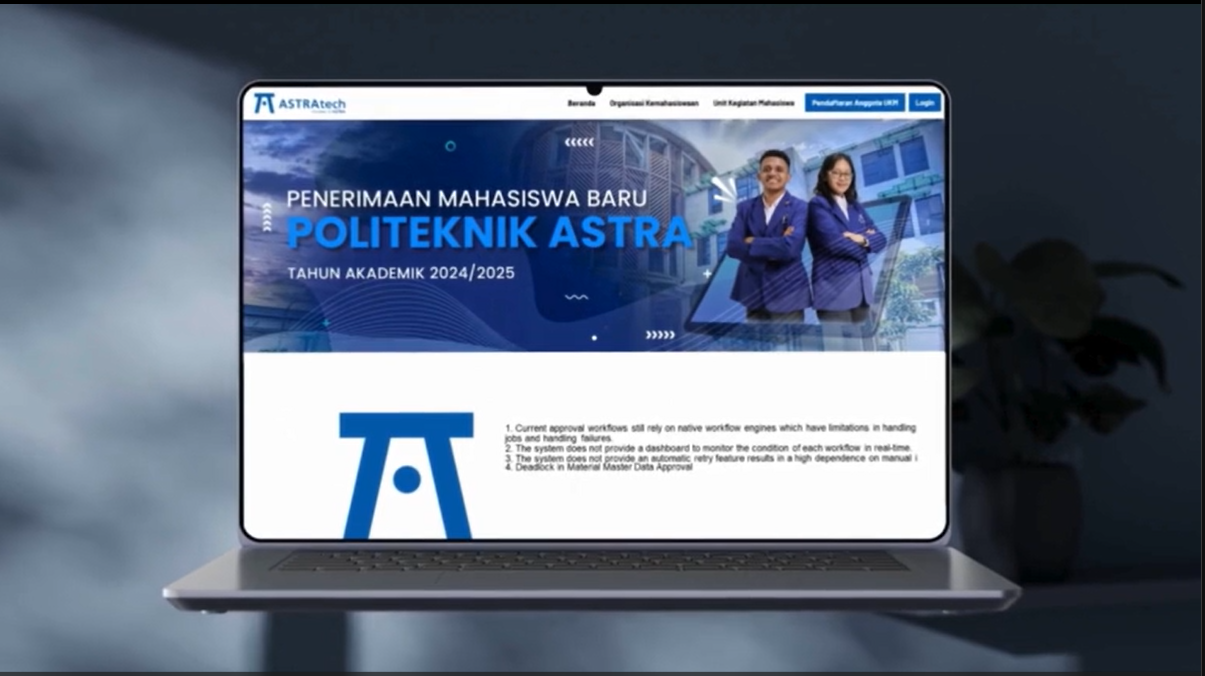 ASTRAtech
Beranda Organisasi Kemahasiswaan Unit Kegiatan Mahasiswa Pendaftaran Anggota UKM Login
PENERIMAAN MAHASISWA BARU
POLITEKNIK ASTRA
TAHUN AKADEMIK 2024/2025
1. Current approval workflows still rely on native workflow engines which have limitations in handling
jobs and handling failures.
2. The system does not provide a dashboard to monitor the condition of each workflow in real-time.
3. The system does not provide an automatic retry feature results in a high dependence on manual i
4. Deadlock in Material Master Data Approval